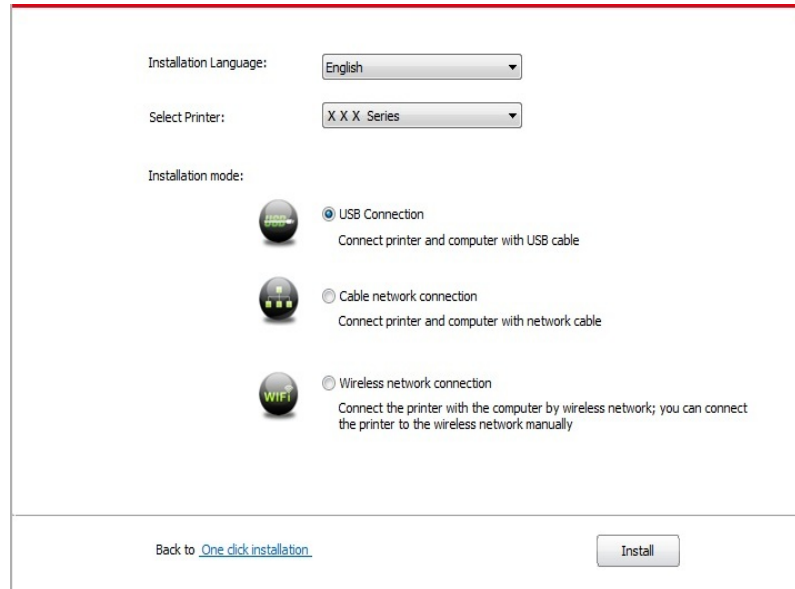 Installation Language:
English
Select Printer:
X X X Series
Installation mode:
USB
USB Connection
Connect printer and computer with USB cable
Cable network connection
Connect printer and computer with network cable
WIFI
Wireless network connection
Connect the printer with the computer by wireless network; you can connect
the printer to the wireless network manually
Back to One click installation
Install